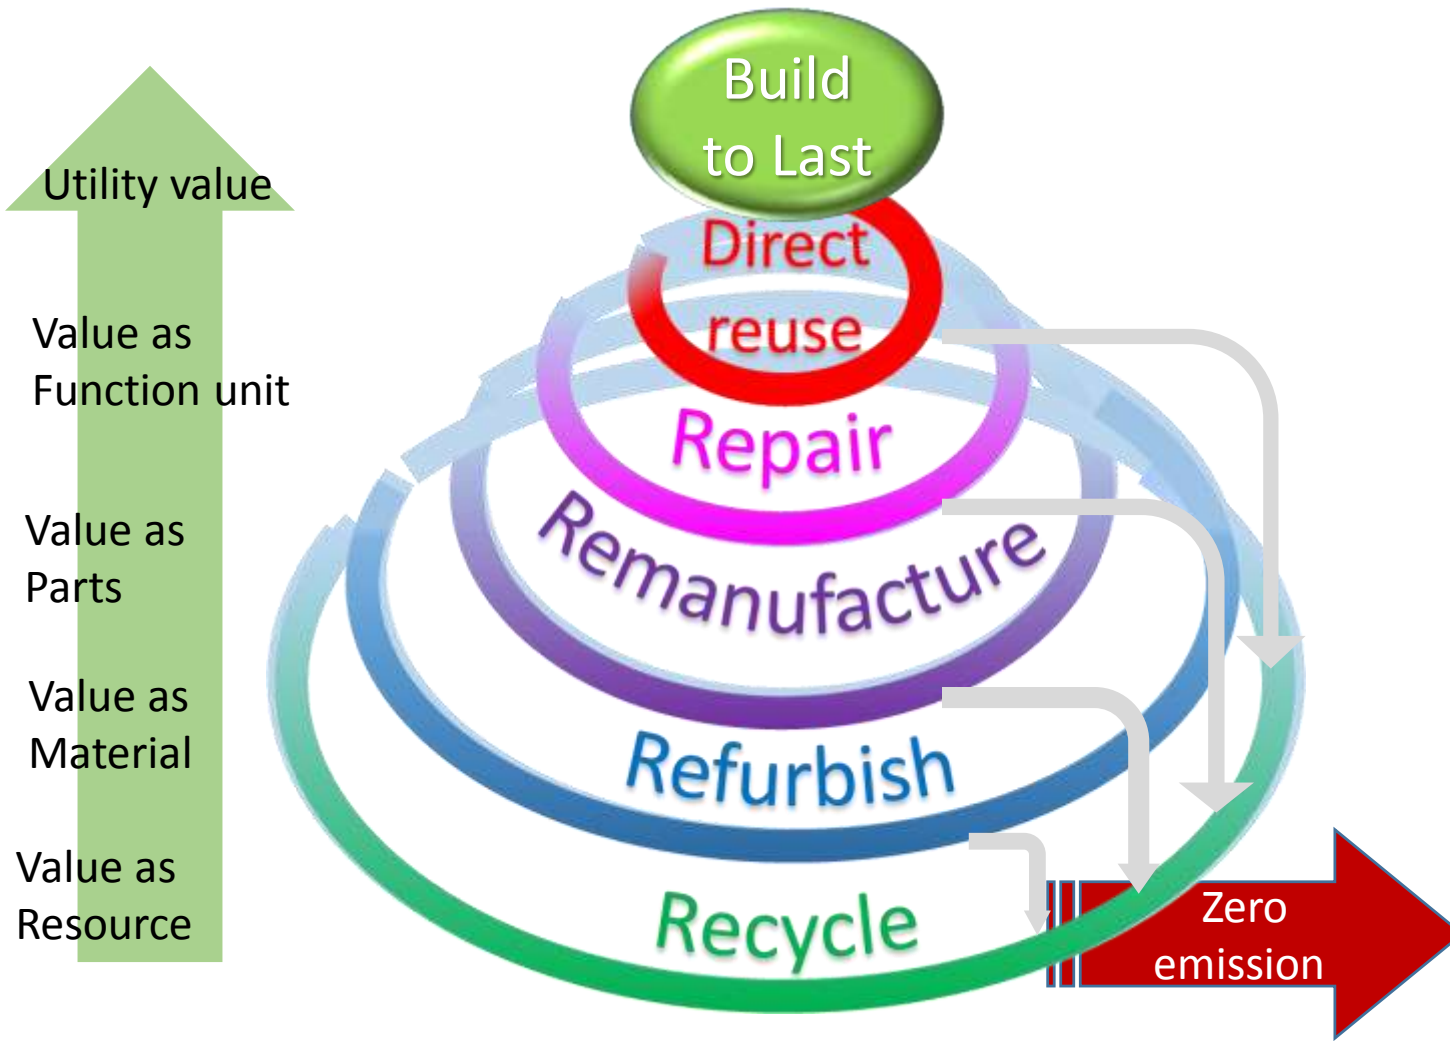 Build
to Last
Utility value
Direct
reuse
Value as
Function unit
Repair
Value as
Parts
Remanufacture
Value as
Material
Refurbish
Value as
Resource
Recycle
Zero
emission